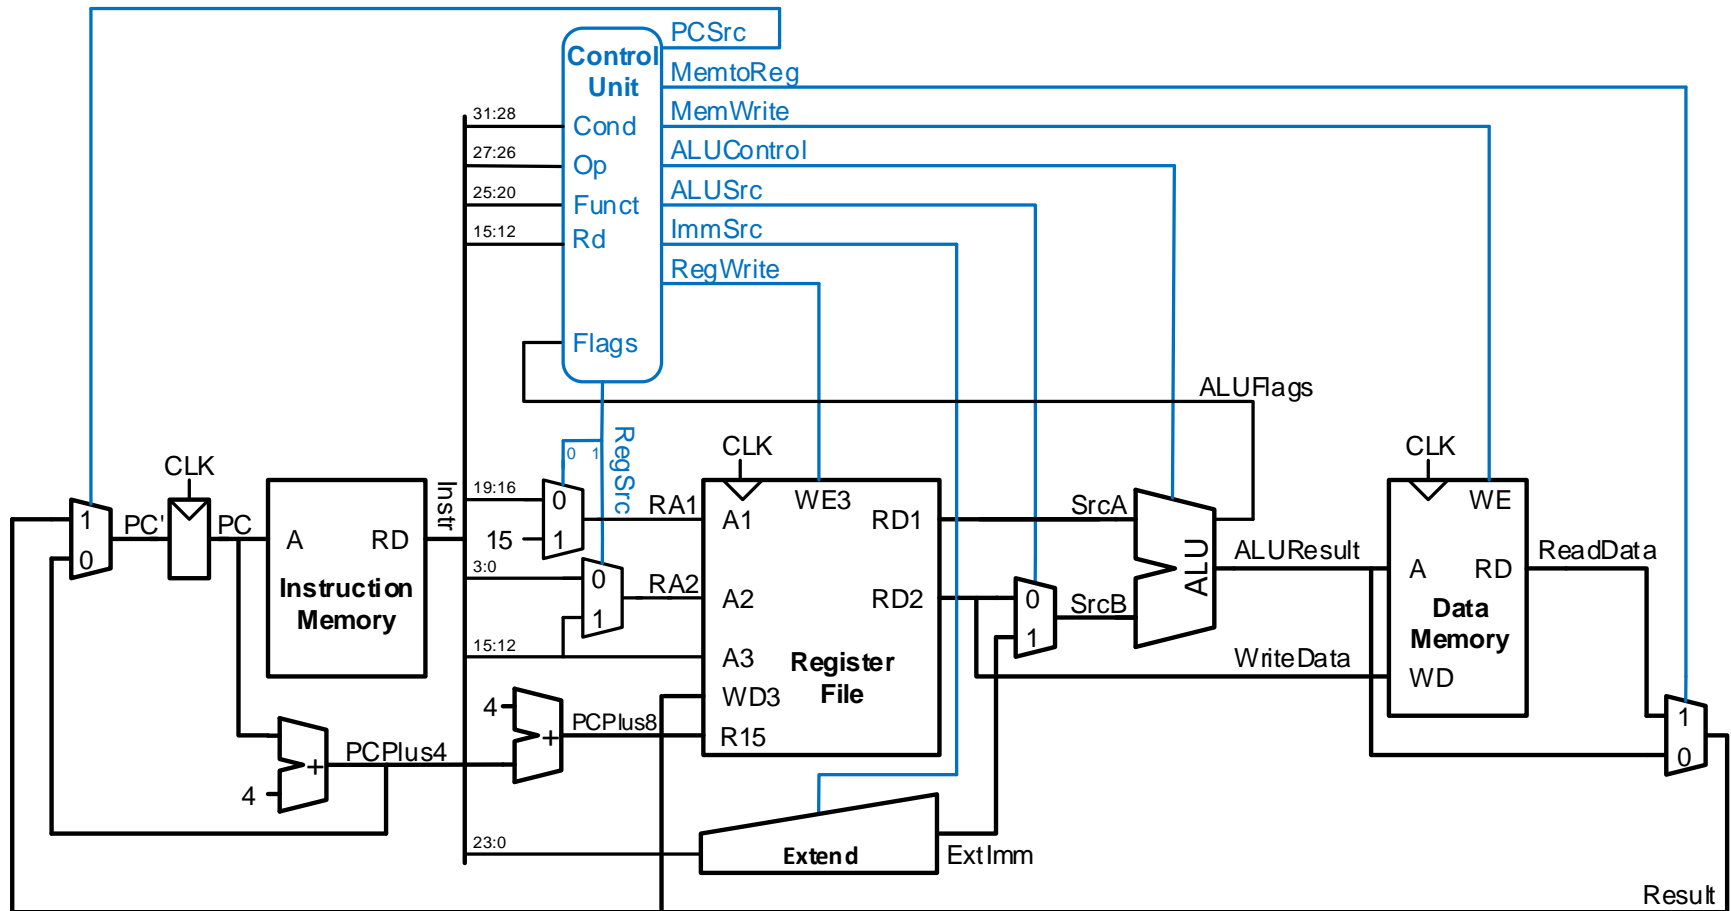 PCSrc
Control
Unit
MemtoReg
MemWrite
ALUControl
ALUSrc
ImmSrc
RegWrite
31:28
Cond
27:26
Op
25:20
Funct
15:12
Rd
Flags
ALUFlags
RegSrc
0 1
CLK
CLK
CLK
Instr
19:16
0
1
15
RA1
A1
WE3
RD1
SrcA
WE
1
0
PC'
PC
A
RD
Instruction
Memory
3:0
0
1
RA2
A2
RD2
0
1
SrcB
ALU
ALUResult
A
RD
ReadData
Data
Memory
15:12
A3
Register
File
WriteData
WD
WD3
4
+
PCPlus8
R15
1
0
PCPlus4
+
4
23:0
Extend
ExtImm
Result